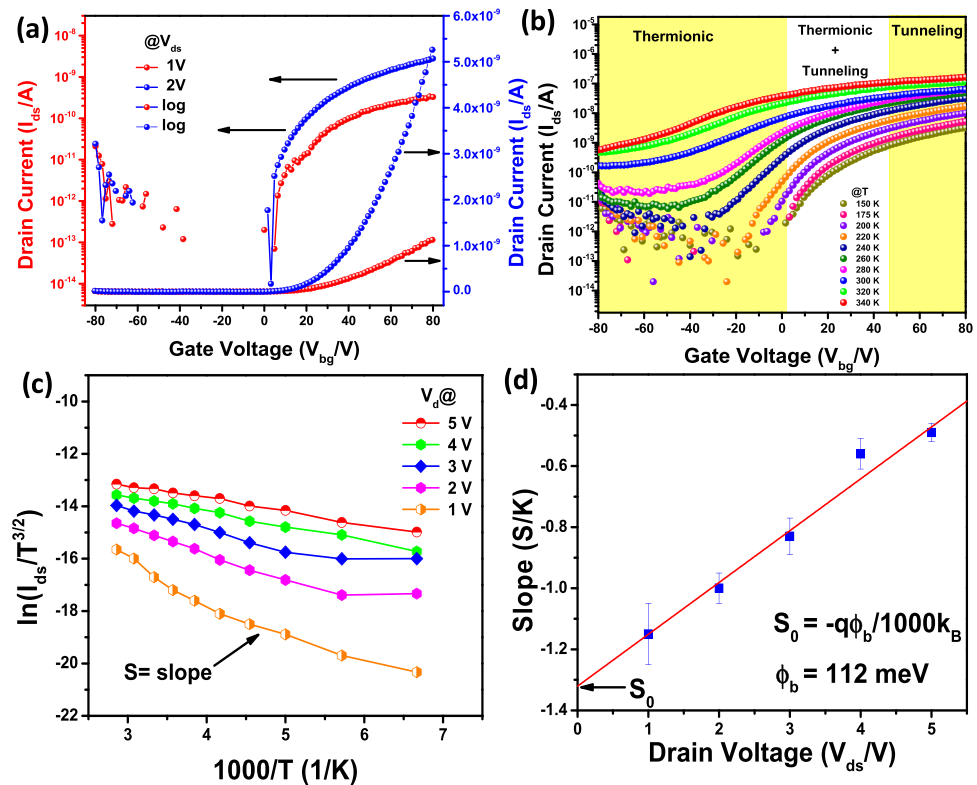 (a)
Drain Current (I_ds/A)
10^-8
10^-9
10^-10
10^-11
10^-12
10^-13
10^-14
@V_ds
1V
2V
log
log
6.0x10^-9
5.0x10^-9
3.0x10^-9
3.0x10^-9
2.0x10^-9
1.0x10^-9
0.0
Drain Current (I_ds/A)
-80 -60 -40 -20 0 20 40 60 80
Gate Voltage (V_bg/V)
(b)
Drain Current (I_ds/A)
10^-5
10^-6
10^-7
10^-8
10^-9
10^-10
10^-11
10^-12
10^-13
10^-14
Thermionic
Thermionic
+
Tunneling
Tunneling
@T
150 K
175 K
200 K
220 K
240 K
260 K
280 K
300 K
320 K
340 K
-80 -60 -40 -20 0 20 40 60 80
Gate Voltage (V_bg/V)
(c)
ln(I_ds/T^3/2)
-10
-12
-14
-16
-18
-20
-22
V_d@
5 V
4 V
3 V
2 V
1 V
S= slope
3 4 5 6 7
1000/T (1/K)
(d)
Slope (S/K)
-0.4
-0.6
-0.8
-1.0
-1.2
-1.4
S_0 = -qϕ_b/1000k_B
ϕ_b = 112 meV
S_0
0 1 2 3 4 5
Drain Voltage (V_ds/V)